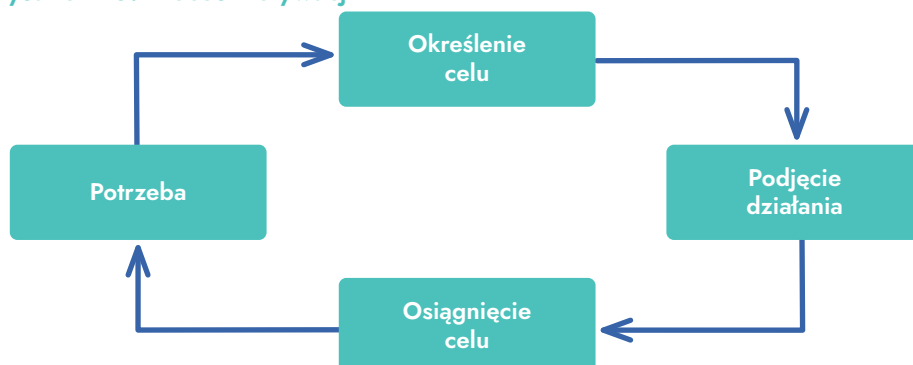 Określenie
celu
Potrzeba
Podjęcie
działania
Osiągnięcie
celu